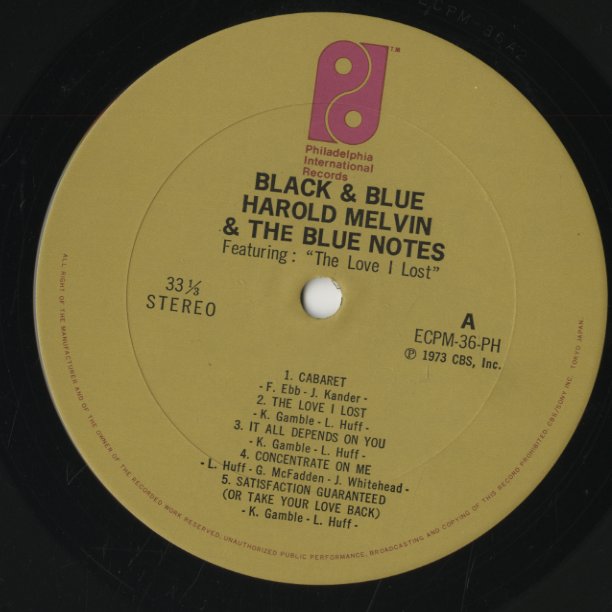 ECPM-36A2
T.M.
Philadelphia
International
Records
BLACK & BLUE
HAROLD MELVIN
& THE BLUE NOTES
Featuring : "The Love I Lost"
33 1/3
STEREO
A
ECPM-36-PH
℗ 1973 CBS, Inc.
1. CABARET
- F. Ebb - J. Kander -
2. THE LOVE I LOST
- K. Gamble - L. Huff -
3. IT ALL DEPENDS ON YOU
- K. Gamble - L. Huff -
4. CONCENTRATE ON ME
- L. Huff - G. McFadden - J. Whitehead -
5. SATISFACTION GUARANTEED
(OR TAKE YOUR LOVE BACK)
- K. Gamble - L. Huff -
ALL RIGHT OF THE MANUFACTURER AND OF THE OWNER OF THE RECORDED WORK RESERVED, UNAUTHORIZED PUBLIC PERFORMANCE, BROADCASTING AND COPYING OF THIS RECORD PROHIBITED CBS/SONY INC. TOKYO JAPAN.